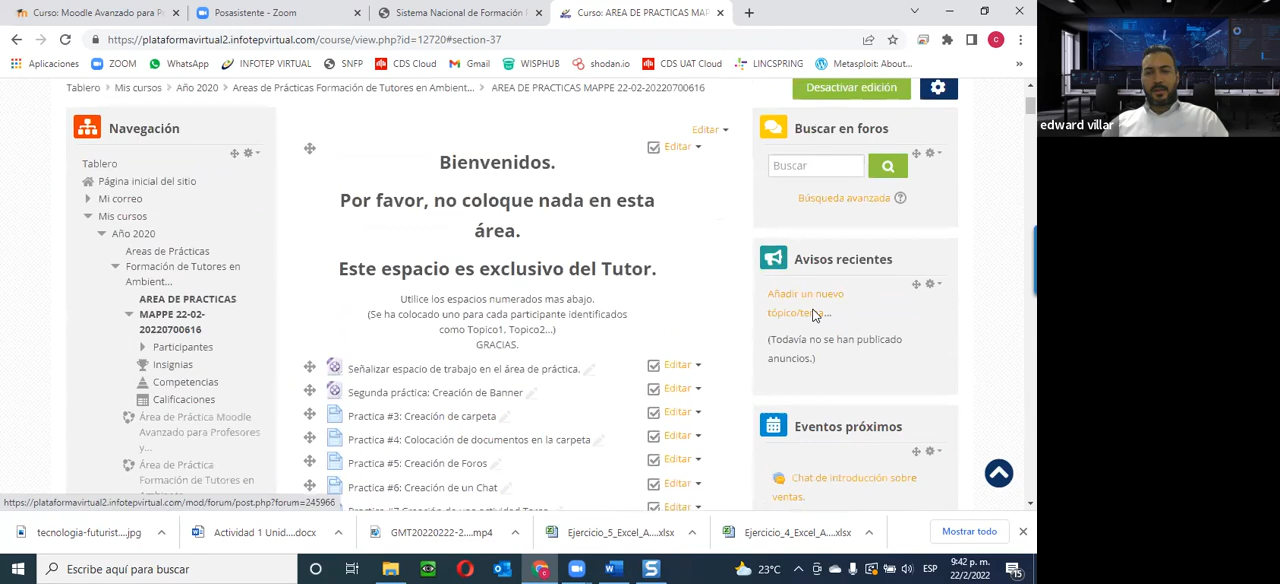 Curso: Moodle Avanzado para P
Posasistente - Zoom
Sistema Nacional de Formación
Curso: AREA DE PRACTICAS MAP
https://plataformavirtual2.infotepvirtual.com/course/view.php?id=12720#section-37
Aplicaciones
ZOOM
WhatsApp
INFOTEP VIRTUAL
SNFP
CDS Cloud
Gmail
WISPHUB
shodan.io
CDS UAT Cloud
LINCSPRING
Metasploit: About...
edward villar
Tablero > Mis cursos > Año 2020 > Areas de Prácticas Formación de Tutores en Ambient... > AREA DE PRACTICAS MAPPE 22-02-20220700616
Desactivar edición
Navegación
Tablero
Página inicial del sitio
Mi correo
Mis cursos
Año 2020
Areas de Prácticas
Formación de Tutores en
Ambient...
AREA DE PRACTICAS
MAPPE 22-02-
20220700616
Participantes
Insignias
Competencias
Calificaciones
Área de Práctica Moodle
Avanzado para Profesores
y...
Área de Práctica
Formación de Tutores en
Editar
Editar
Bienvenidos.
Por favor, no coloque nada en esta
área.
Este espacio es exclusivo del Tutor.
Utilice los espacios numerados mas abajo.
(Se ha colocado uno para cada participante identificados
como Topico1, Topico2...)
GRACIAS.
Señalizar espacio de trabajo en el área de práctica. Editar
Segunda práctica: Creación de Banner Editar
Practica #3: Creación de carpeta Editar
Practica #4: Colocación de documentos en la carpeta Editar
Practica #5: Creación de Foros Editar
Practica #6: Creación de un Chat Editar
Editar
Buscar en foros
Buscar
Búsqueda avanzada
Avisos recientes
Añadir un nuevo
tópico/tema...
(Todavía no se han publicado
anuncios.)
Eventos próximos
Chat de introducción sobre
ventas.
https://plataformavirtual2.infotepvirtual.com/mod/forum/post.php?forum=245966
tecnologia-futurist....jpg
Actividad 1 Unid....docx
GMT20220222-2....mp4
Ejercicio_5_Excel_A....xlsx
Ejercicio_4_Excel_A....xlsx
Mostrar todo
Escribe aquí para buscar
23°C
ESP
9:42 p. m.
22/2/2022
15